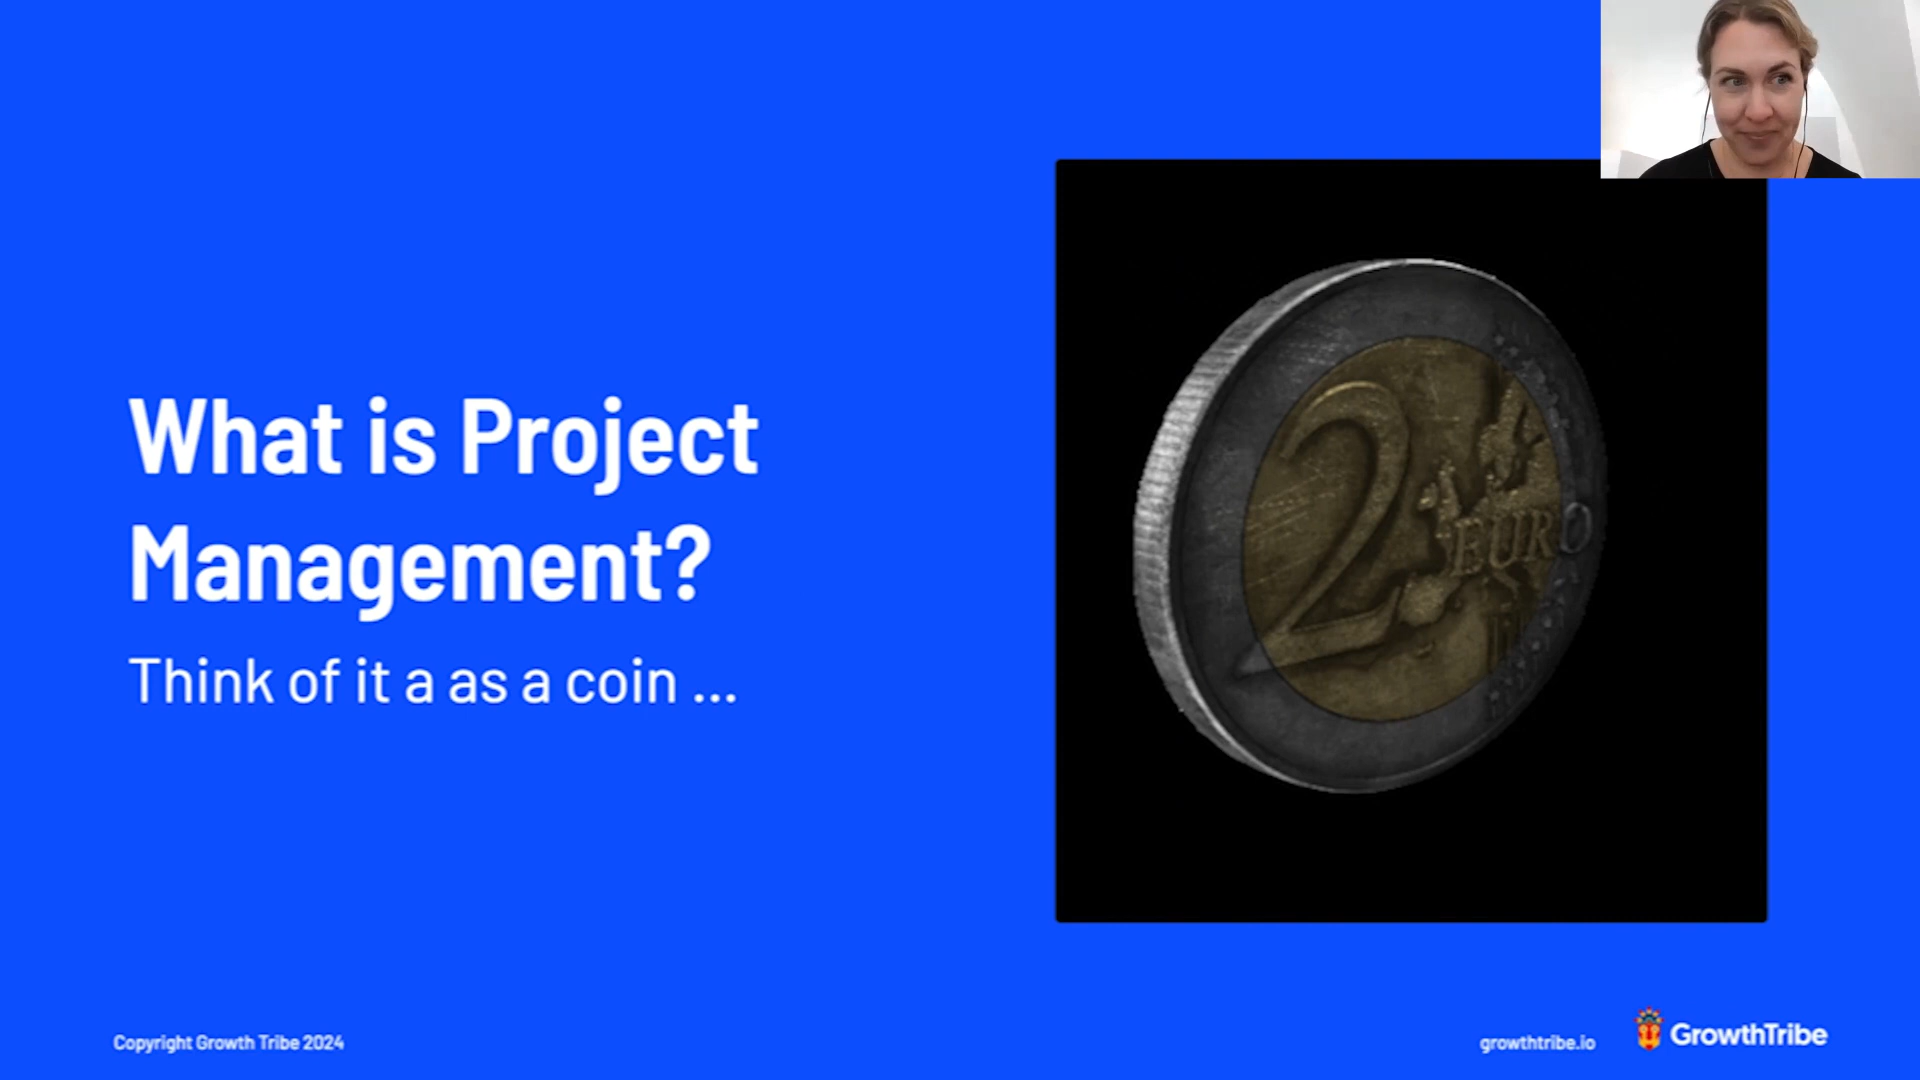 What is Project
Management?
Think of it a as a coin ...
2
EURO
Copyright Growth Tribe 2024
growthtribe.io
GrowthTribe